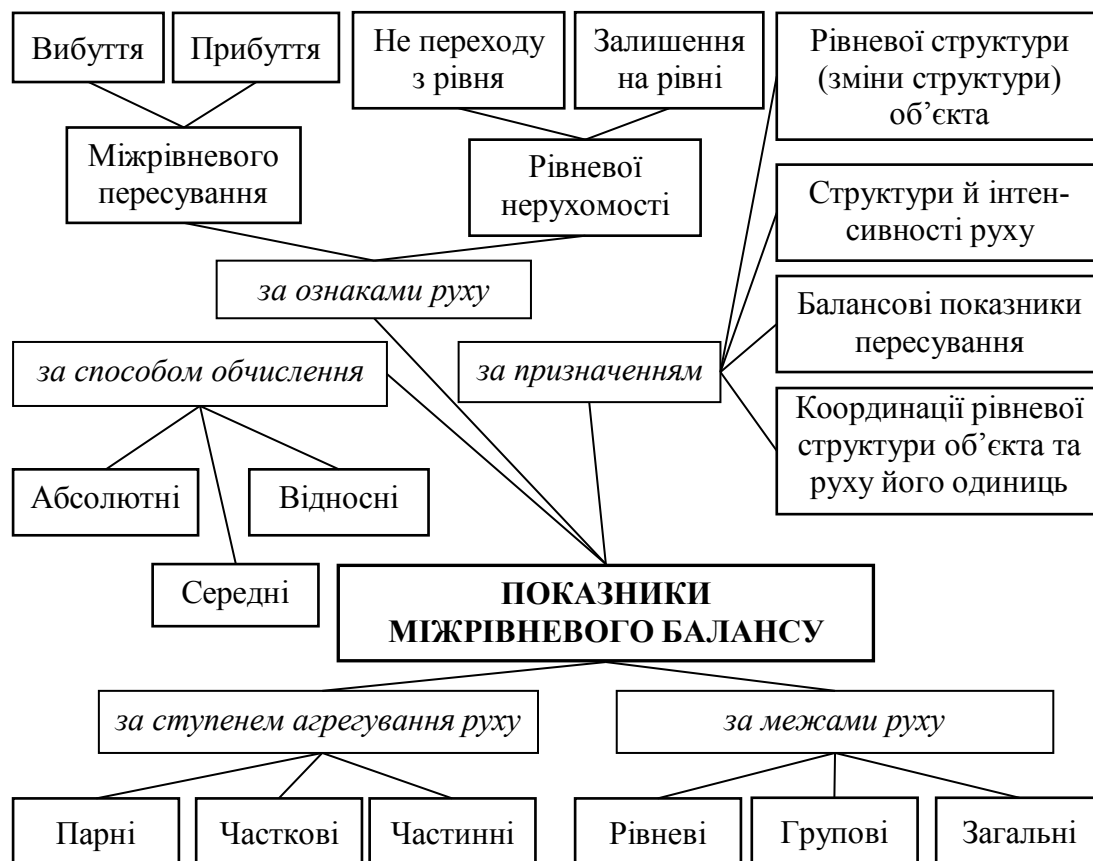 Вибуття
Прибуття
Не переходу
з рівня
Залишення
на рівні
Рівневої структури
(зміни структури)
об’єкта
Міжрівневого
пересування
Рівневої
нерухомості
Структури й інтен-
сивності руху
за ознаками руху
Балансові показники
пересування
за способом обчислення
за призначенням
Координації рівневої
структури об’єкта та
руху його одиниць
Абсолютні
Відносні
Середні
ПОКАЗНИКИ
МІЖРІВНЕВОГО БАЛАНСУ
за ступенем агрегування руху
за межами руху
Парні
Часткові
Частинні
Рівневі
Групові
Загальні